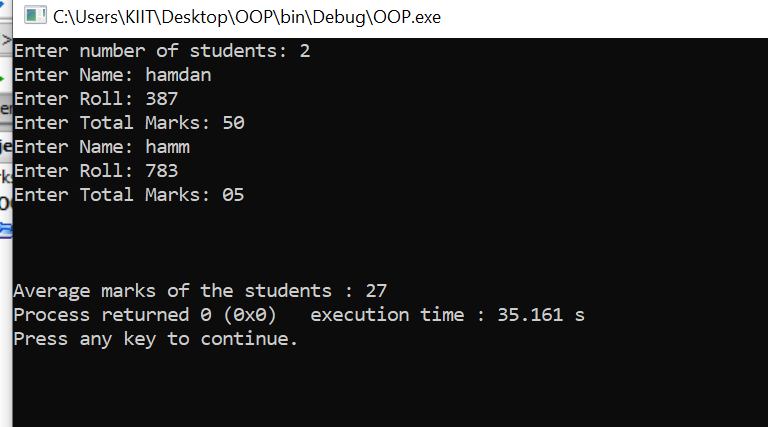 C:\Users\KIIT\Desktop\OOP\bin\Debug\OOP.exe
Enter number of students: 2
Enter Name: hamdan
Enter Roll: 387
Enter Total Marks: 50
Enter Name: hamm
Enter Roll: 783
Enter Total Marks: 05
Average marks of the students : 27
Process returned 0 (0x0)   execution time : 35.161 s
Press any key to continue.